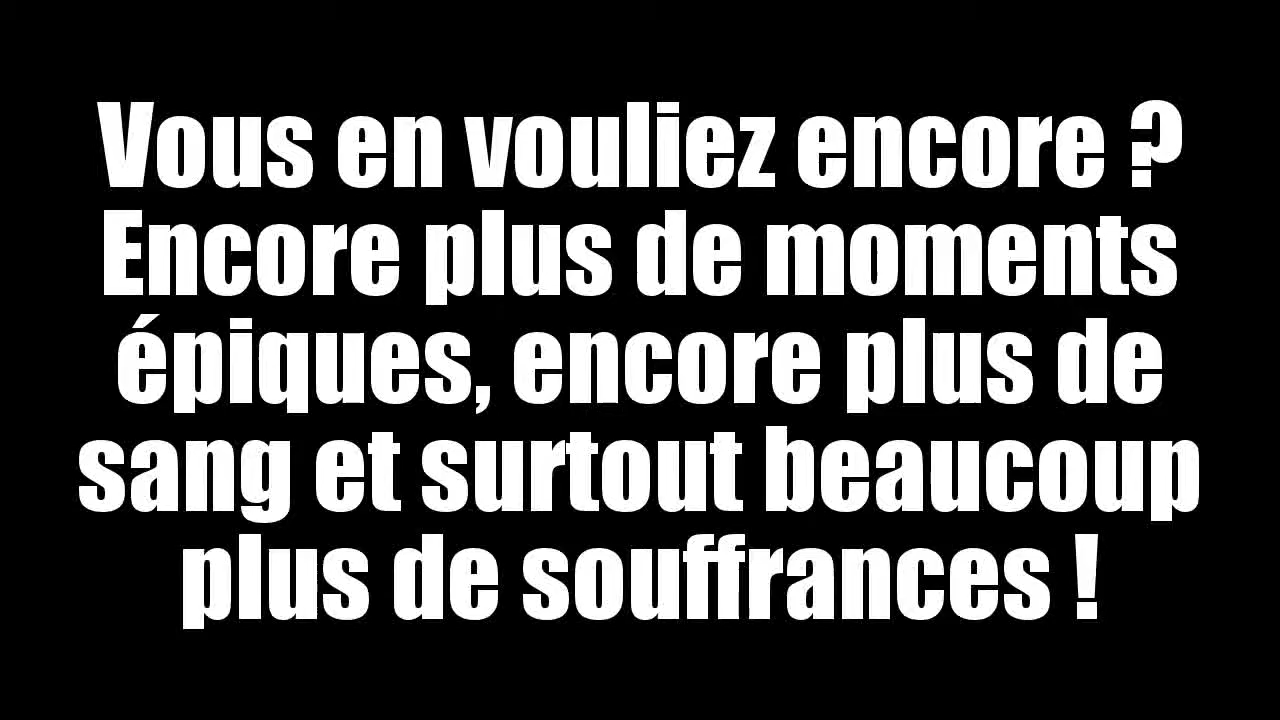 Vous en vouliez encore ?
Encore plus de moments
épiques, encore plus de
sang et surtout beaucoup
plus de souffrances !